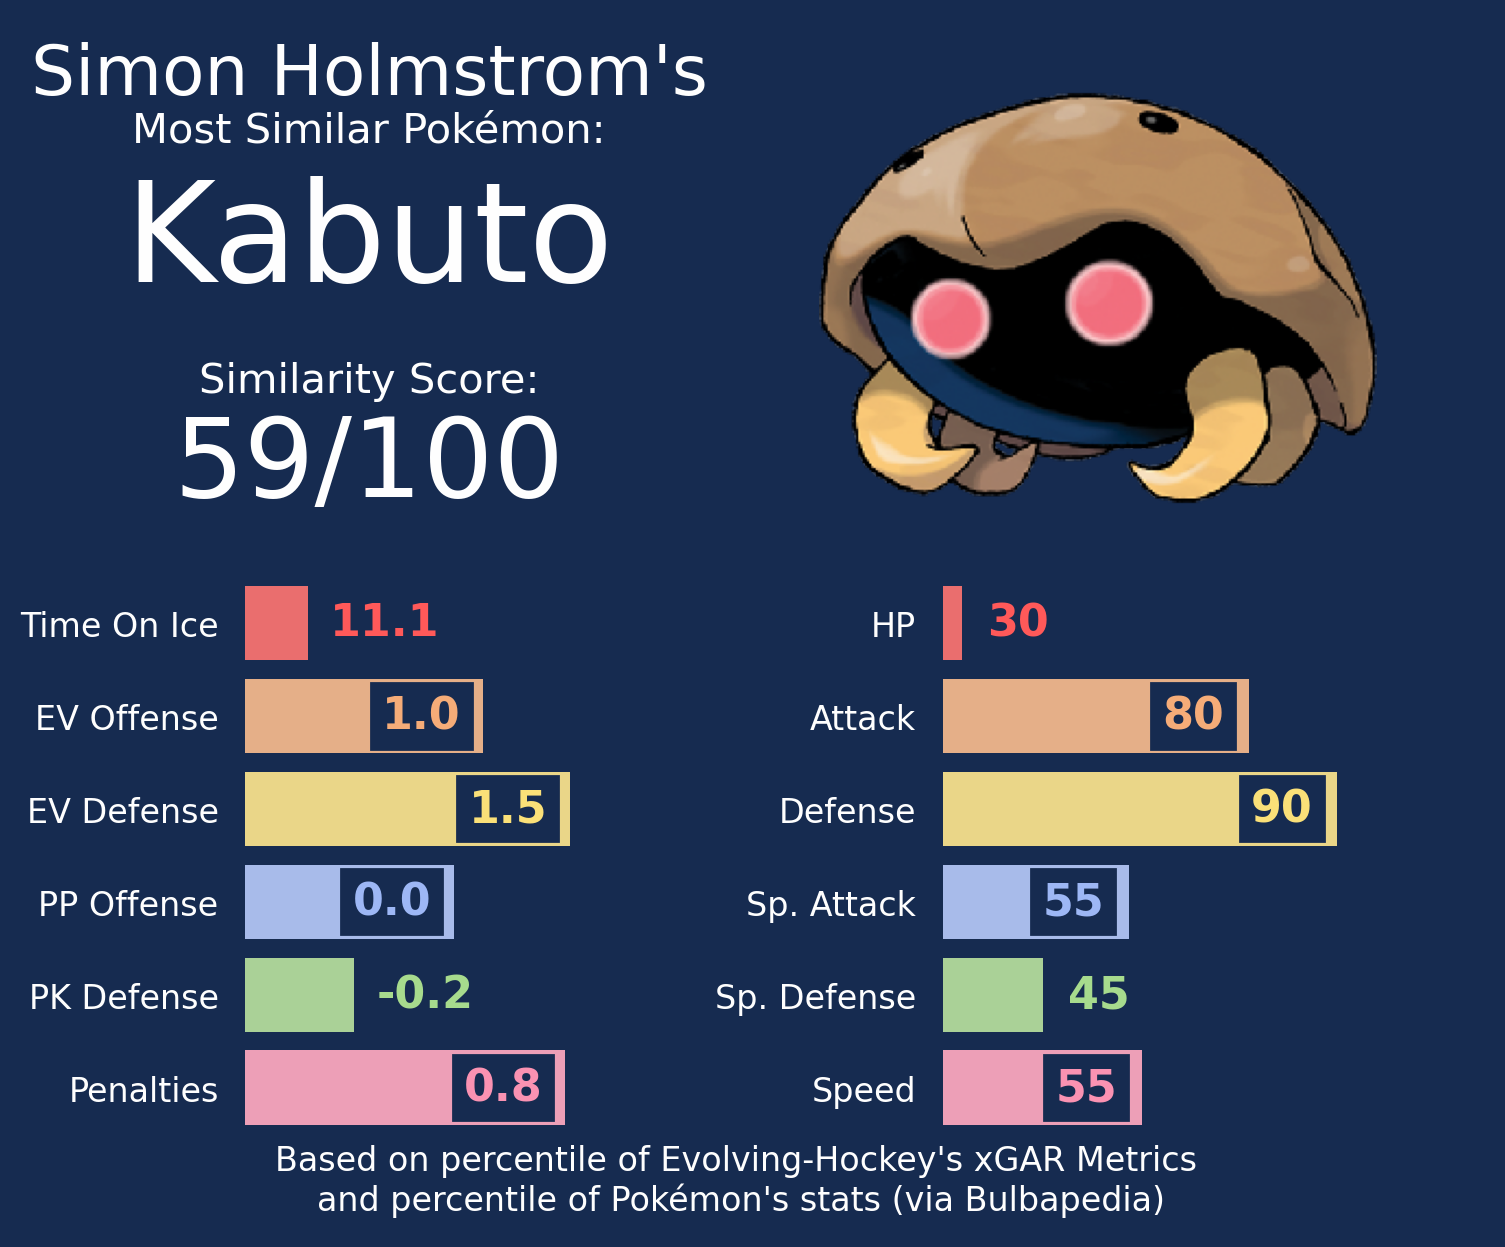 Simon Holmstrom's
Most Similar Pokémon:
Kabuto
Similarity Score:
59/100
Time On Ice 11.1
EV Offense 1.0
EV Defense 1.5
PP Offense 0.0
PK Defense -0.2
Penalties 0.8
HP 30
Attack 80
Defense 90
Sp. Attack 55
Sp. Defense 45
Speed 55
Based on percentile of Evolving-Hockey's xGAR Metrics
and percentile of Pokémon's stats (via Bulbapedia)